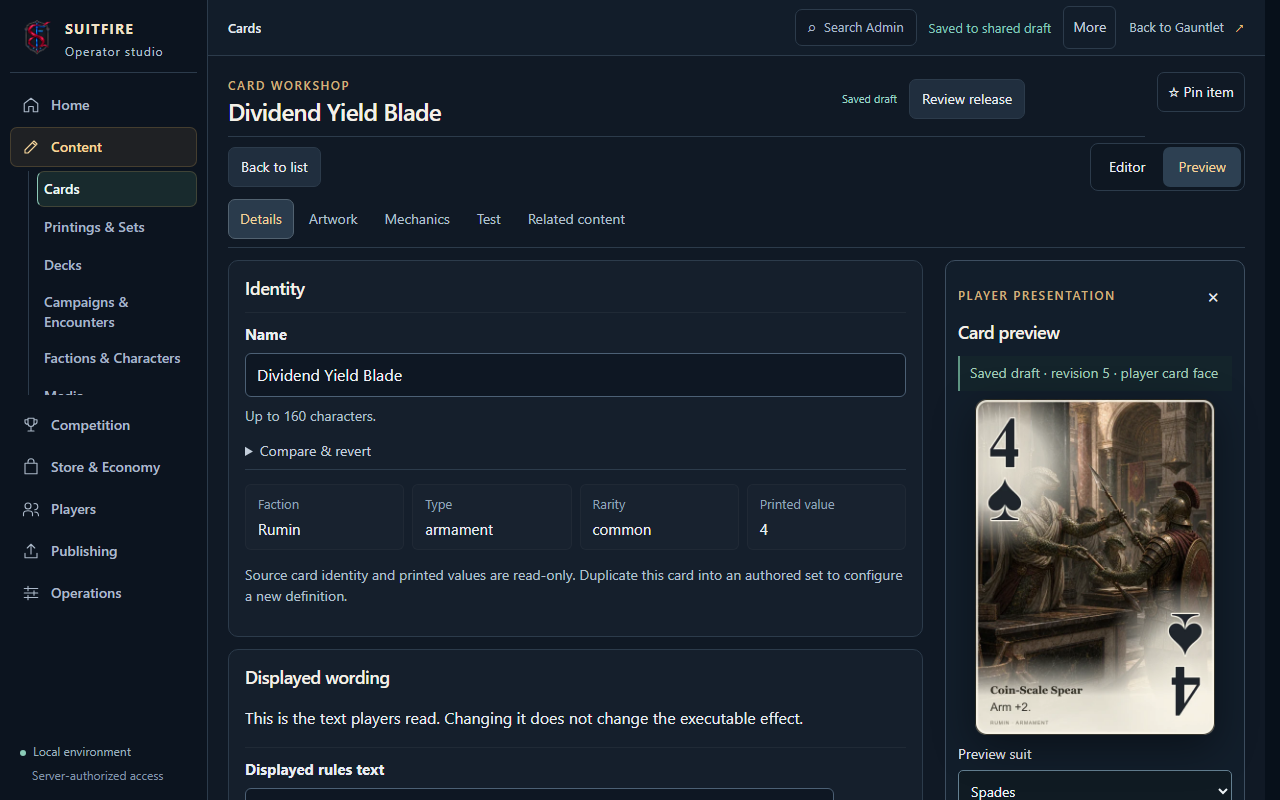 SUITFIRE
Operator studio
Home
Content
Cards
Printings & Sets
Decks
Campaigns &
Encounters
Factions & Characters
Media
Competition
Store & Economy
Players
Publishing
Operations
Local environment
Server-authorized access
Cards
⌕ Search Admin
Saved to shared draft
More
Back to Gauntlet ↗
CARD WORKSHOP
Dividend Yield Blade
Saved draft
Review release
☆ Pin item
Back to list
Editor
Preview
Details
Artwork
Mechanics
Test
Related content
Identity
Name
Dividend Yield Blade
Up to 160 characters.
▶ Compare & revert
Faction
Rumin
Type
armament
Rarity
common
Printed value
4
Source card identity and printed values are read-only. Duplicate this card into an authored set to configure
a new definition.
Displayed wording
This is the text players read. Changing it does not change the executable effect.
Displayed rules text
PLAYER PRESENTATION
✕
Card preview
Saved draft · revision 5 · player card face
4
Coin-Scale Spear
Arm +2.
RUMIN · ARMAMENT
4
Preview suit
Spades